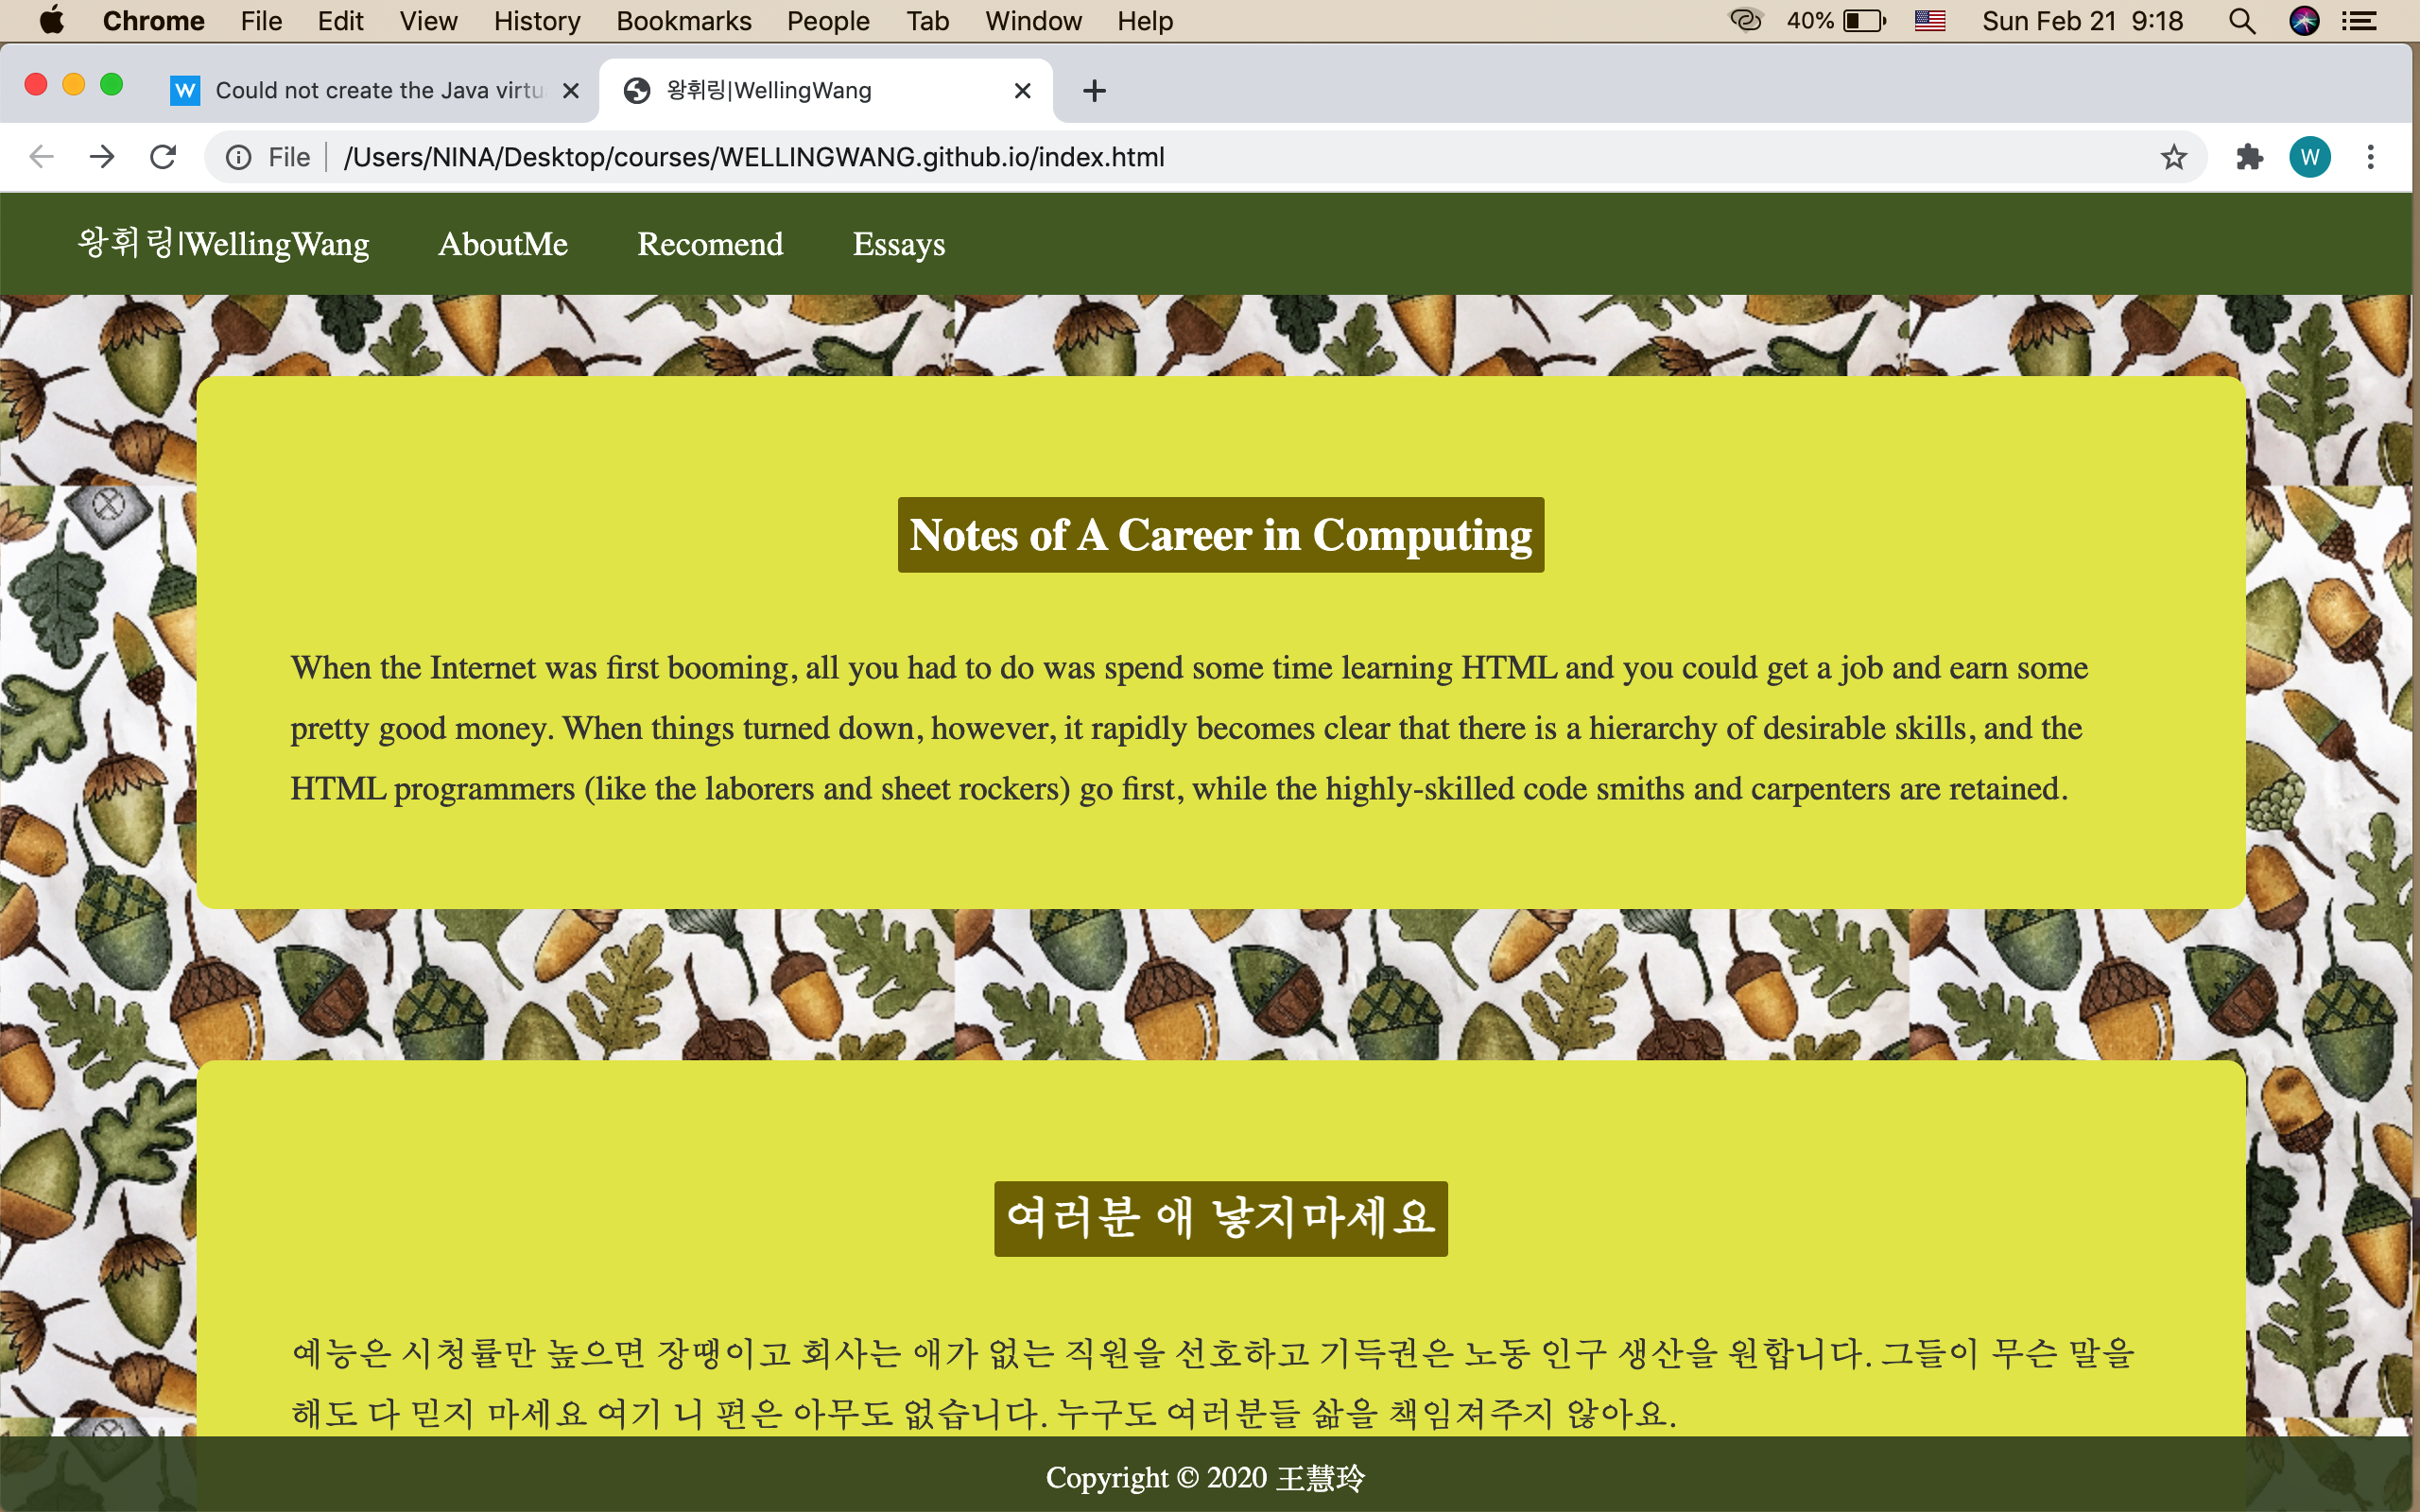 Chrome File Edit View History Bookmarks People Tab Window Help 40% Sun Feb 21 9:18
W Could not create the Java virtu 왕휘링|WellingWang
File /Users/NINA/Desktop/courses/WELLINGWANG.github.io/index.html W
왕휘링|WellingWang AboutMe Recomend Essays
Notes of A Career in Computing
When the Internet was first booming, all you had to do was spend some time learning HTML and you could get a job and earn some
pretty good money. When things turned down, however, it rapidly becomes clear that there is a hierarchy of desirable skills, and the
HTML programmers (like the laborers and sheet rockers) go first, while the highly-skilled code smiths and carpenters are retained.
여러분 애 낳지마세요
예능은 시청률만 높으면 장땡이고 회사는 애가 없는 직원을 선호하고 기득권은 노동 인구 생산을 원합니다. 그들이 무슨 말을
해도 다 믿지 마세요 여기 니 편은 아무도 없습니다. 누구도 여러분들 삶을 책임져주지 않아요.
Copyright © 2020 王慧玲